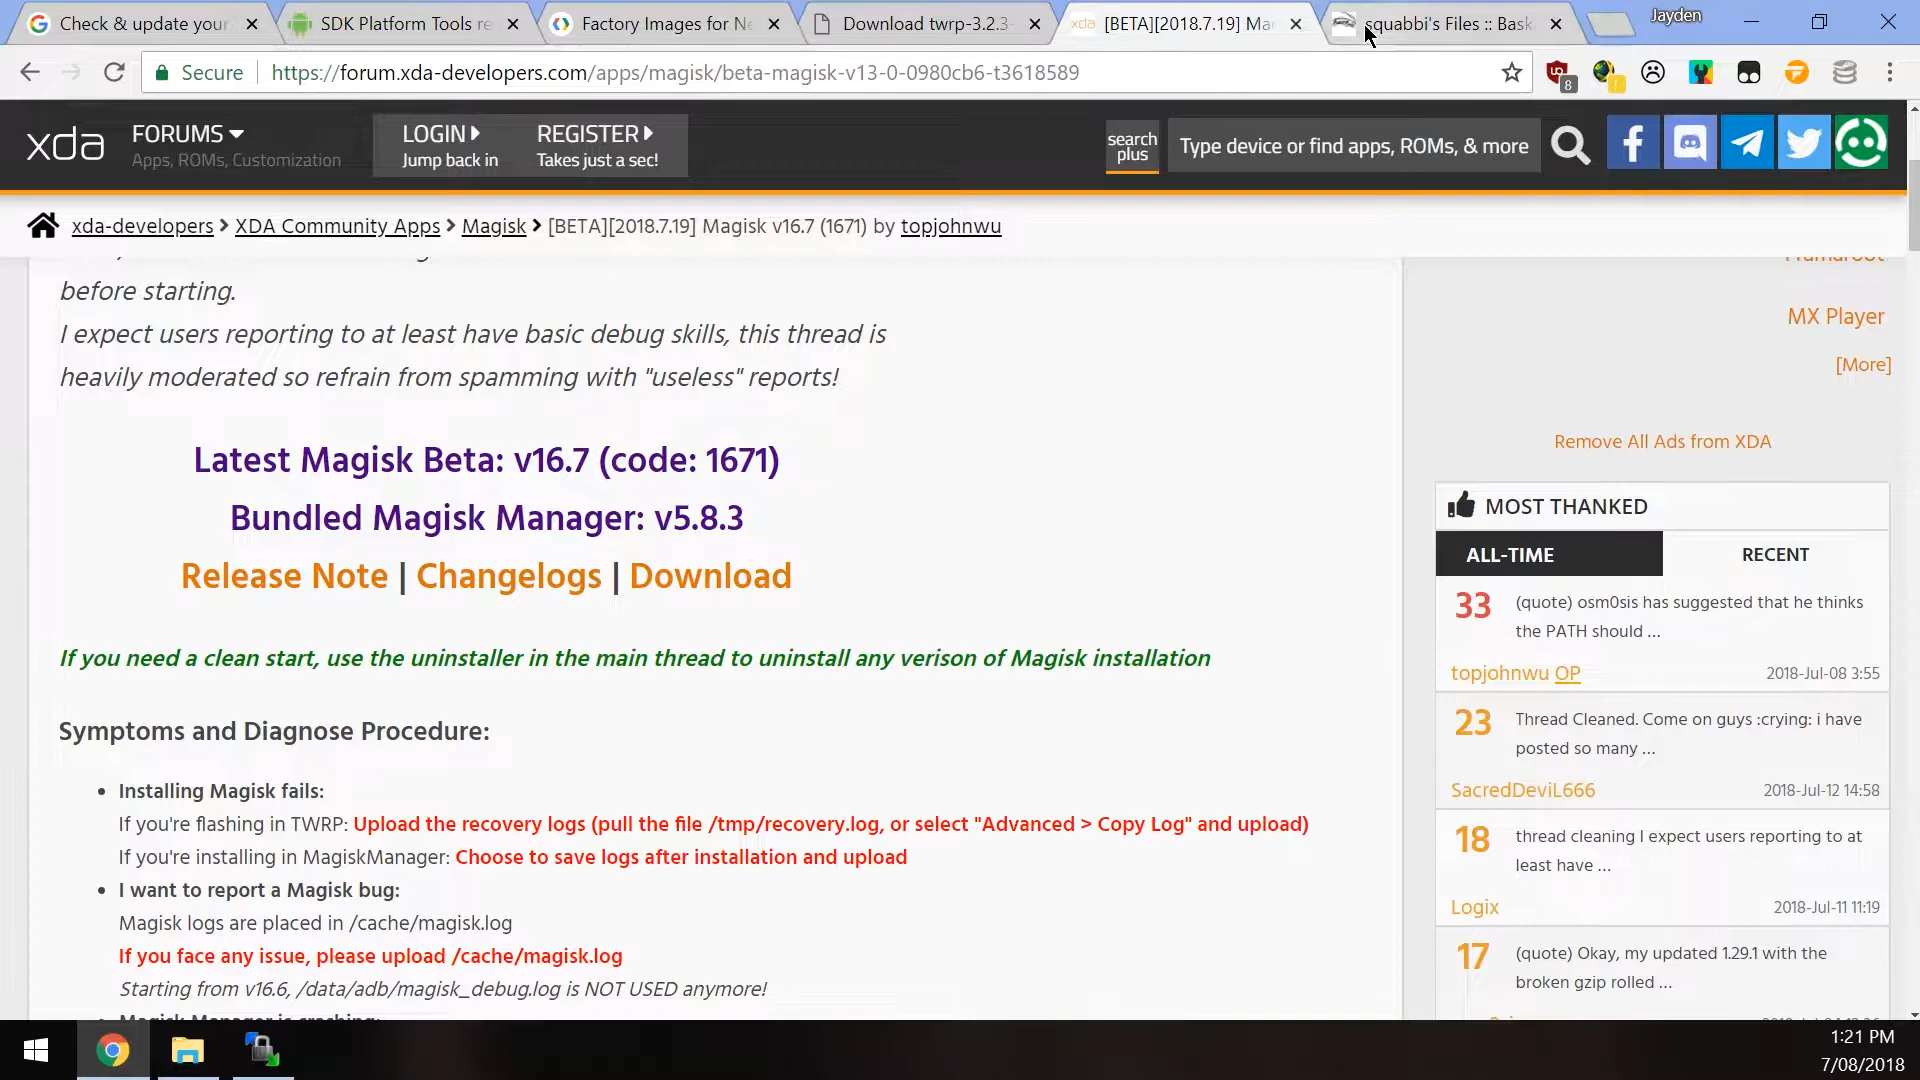 Check & update your
SDK Platform Tools re
Factory Images for Ne
Download twrp-3.2.3-
xda
[BETA][2018.7.19] Ma
squabbi's Files :: Bask
Jayden
Secure
https://forum.xda-developers.com/apps/magisk/beta-magisk-v13-0-0980cb6-t3618589
8
xda
FORUMS
Apps, ROMs, Customization
LOGIN
Jump back in
REGISTER
Takes just a sec!
search
plus
Type device or find apps, ROMs, & more
xda-developers > XDA Community Apps > Magisk > [BETA][2018.7.19] Magisk v16.7 (1671) by topjohnwu
before starting.
I expect users reporting to at least have basic debug skills, this thread is
heavily moderated so refrain from spamming with "useless" reports!
Latest Magisk Beta: v16.7 (code: 1671)
Bundled Magisk Manager: v5.8.3
Release Note | Changelogs | Download
If you need a clean start, use the uninstaller in the main thread to uninstall any verison of Magisk installation
Symptoms and Diagnose Procedure:
• Installing Magisk fails:
If you're flashing in TWRP: Upload the recovery logs (pull the file /tmp/recovery.log, or select "Advanced > Copy Log" and upload)
If you're installing in MagiskManager: Choose to save logs after installation and upload
• I want to report a Magisk bug:
Magisk logs are placed in /cache/magisk.log
If you face any issue, please upload /cache/magisk.log
Starting from v16.6, /data/adb/magisk_debug.log is NOT USED anymore!
• Magisk Manager is crashing:
Framaroot
MX Player
[More]
Remove All Ads from XDA
MOST THANKED
ALL-TIME
RECENT
33
(quote) osm0sis has suggested that he thinks
the PATH should ...
topjohnwu OP
2018-Jul-08 3:55
23
Thread Cleaned. Come on guys :crying: i have
posted so many ...
SacredDeviL666
2018-Jul-12 14:58
18
thread cleaning I expect users reporting to at
least have ...
Logix
2018-Jul-11 11:19
17
(quote) Okay, my updated 1.29.1 with the
broken gzip rolled ...
1:21 PM
7/08/2018